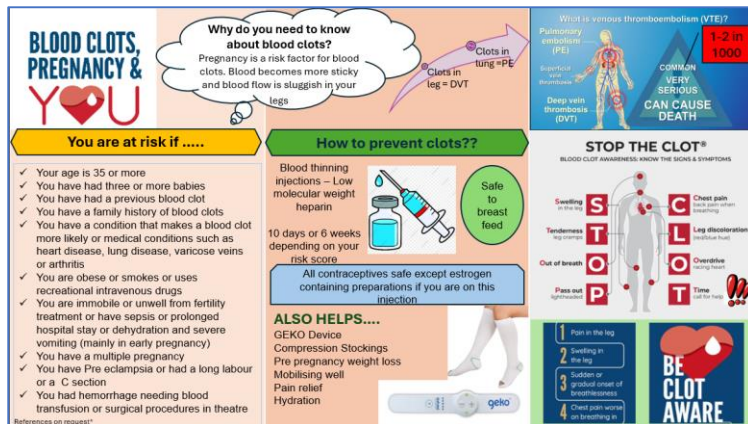 BLOOD CLOTS,
PREGNANCY &
YOU
Why do you need to know
about blood clots?
Pregnancy is a risk factor for blood
clots. Blood becomes more sticky
and blood flow is sluggish in your
legs
Clots in
leg = DVT
Clots in
tung =PE
What is venous thromboembolism (VTE)?
Pulmonary
embolism
(PE)
Superficial
vein
thrombosis
Deep vein
thrombosis
(DVT)
COMMON
VERY
SERIOUS
CAN CAUSE
DEATH
1-2 in
1000
You are at risk if .....
✓ Your age is 35 or more
✓ You have had three or more babies
✓ You have had a previous blood clot
✓ You have a family history of blood clots
✓ You have a condition that makes a blood clot
more likely or medical conditions such as
heart disease, lung disease, varicose veins
or arthritis
✓ You are obese or smokes or uses
recreational intravenous drugs
✓ You are immobile or unwell from fertility
treatment or have sepsis or prolonged
hospital stay or dehydration and severe
vomiting (mainly in early pregnancy)
✓ You have a multiple pregnancy
✓ You have Pre eclampsia or had a long labour
or a C section
✓ You had hemorrhage needing blood
transfusion or surgical procedures in theatre
References on request*
How to prevent clots??
Blood thinning
injections – Low
molecular weight
heparin
10 days or 6 weeks
depending on your
risk score
Safe
to
breast
feed
All contraceptives safe except estrogen
containing preparations if you are on this
injection
ALSO HELPS....
GEKO Device
Compression Stockings
Pre pregnancy weight loss
Mobilising well
Pain relief
Hydration
geko
STOP THE CLOT®
BLOOD CLOT AWARENESS: KNOW THE SIGNS & SYMPTOMS
Swelling
in the leg
S
Tenderness
leg cramps
T
Out of breath
O
Pass out
lightheaded
P
C
Chest pain
back pain when
breathing
L
Leg discoloration
(red/blue hue)
O
Overdrive
racing heart
T
Time
call for help
!!!
1 Pain in the leg
2 Swelling in
the leg
3 Sudden or
gradual onset of
breathlessness
4 Chest pain worse
on breathing in
BE
CLOT
AWARE